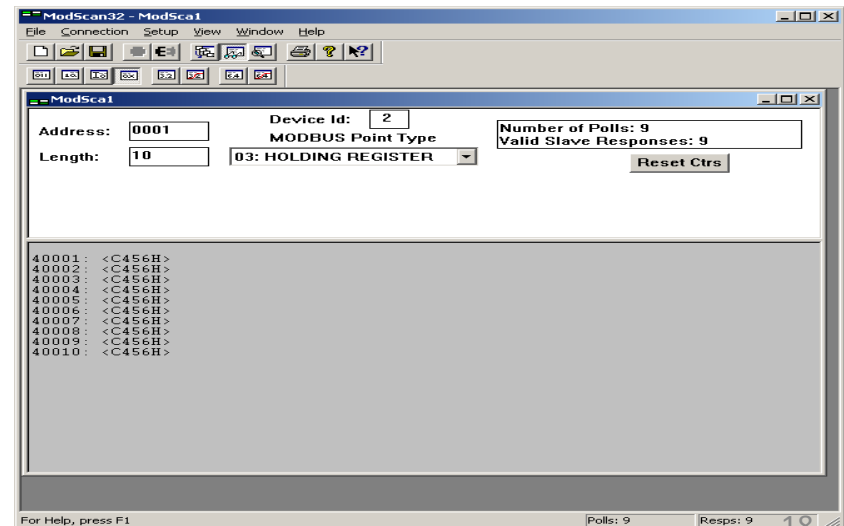 ModScan32 - ModSca1
File Connection Setup View Window Help
ModSca1
Address: 0001
Device Id: 2
MODBUS Point Type
Length: 10
03: HOLDING REGISTER
Number of Polls: 9
Valid Slave Responses: 9
Reset Ctrs
40001: <C456H>
40002: <C456H>
40003: <C456H>
40004: <C456H>
40005: <C456H>
40006: <C456H>
40007: <C456H>
40008: <C456H>
40009: <C456H>
40010: <C456H>
For Help, press F1
Polls: 9
Resps: 9